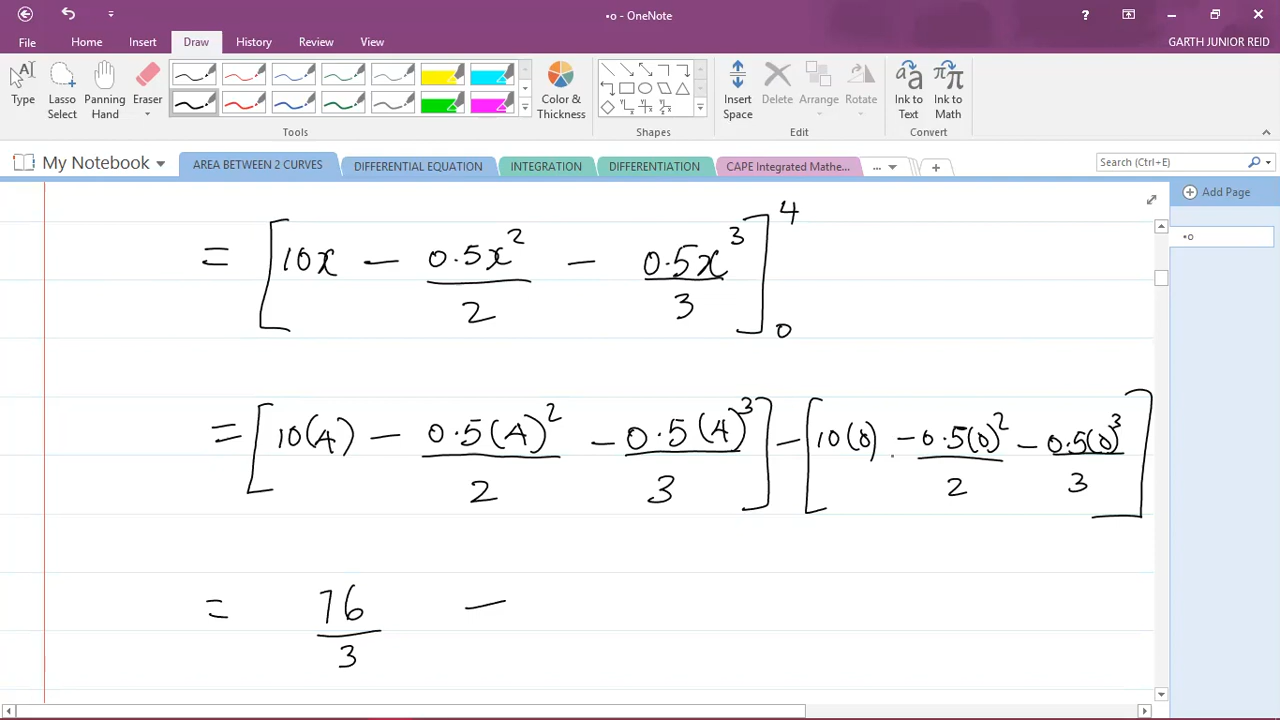 •o - OneNote
?
File Home Insert Draw History Review View GARTH JUNIOR REID
Type Lasso Select Panning Hand Eraser Color & Thickness Insert Space Delete Arrange Rotate Ink to Text Ink to Math
Tools Shapes Edit Convert
My Notebook AREA BETWEEN 2 CURVES DIFFERENTIAL EQUATION INTEGRATION DIFFERENTIATION CAPE Integrated Mathe... ... + Search (Ctrl+E)
Add Page
•o
= [10x − 0.5x²/2 − 0.5x³/3]₀⁴
= [10(4) − 0.5(4)²/2 − 0.5(4)³/3] − [10(0) − 0.5(0)²/2 − 0.5(0)³/3]
= 76/3 −